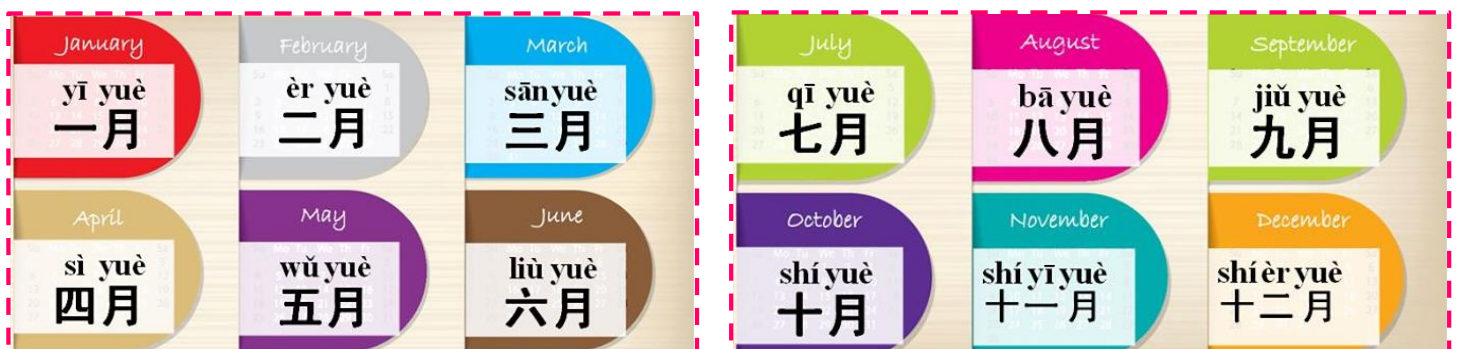 January
yī yuè
一月
February
èr yuè
二月
March
sān yuè
三月
April
sì yuè
四月
May
wǔ yuè
五月
June
liù yuè
六月
July
qī yuè
七月
August
bā yuè
八月
September
jiǔ yuè
九月
October
shí yuè
十月
November
shí yī yuè
十一月
December
shí èr yuè
十二月